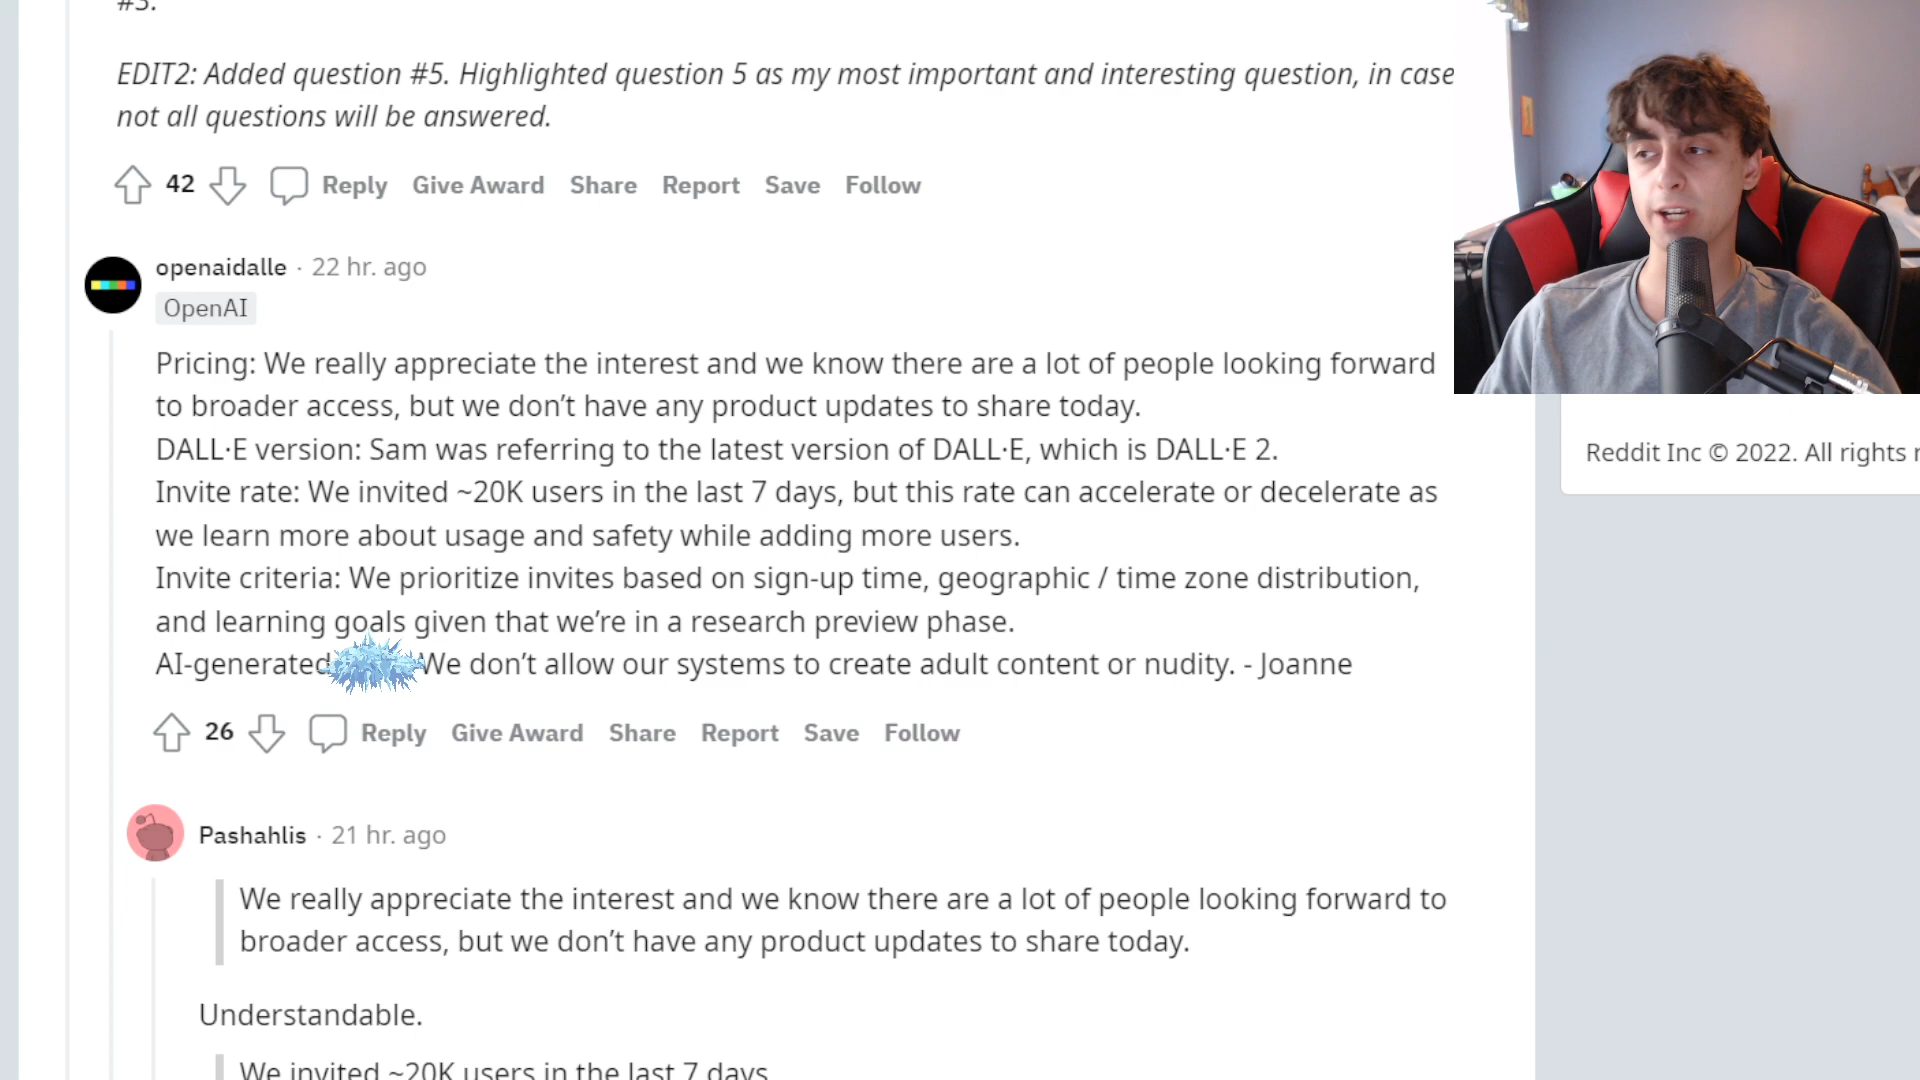 #3.
EDIT2: Added question #5. Highlighted question 5 as my most important and interesting question, in case
not all questions will be answered.
42 Reply Give Award Share Report Save Follow
openaidalle · 22 hr. ago
OpenAI
Pricing: We really appreciate the interest and we know there are a lot of people looking forward
to broader access, but we don’t have any product updates to share today.
DALL·E version: Sam was referring to the latest version of DALL·E, which is DALL·E 2.
Invite rate: We invited ~20K users in the last 7 days, but this rate can accelerate or decelerate as
we learn more about usage and safety while adding more users.
Invite criteria: We prioritize invites based on sign-up time, geographic / time zone distribution,
and learning goals given that we’re in a research preview phase.
AI-generated We don’t allow our systems to create adult content or nudity. - Joanne
26 Reply Give Award Share Report Save Follow
Pashahlis · 21 hr. ago
We really appreciate the interest and we know there are a lot of people looking forward to
broader access, but we don’t have any product updates to share today.
Understandable.
We invited ~20K users in the last 7 days
Reddit Inc © 2022. All rights